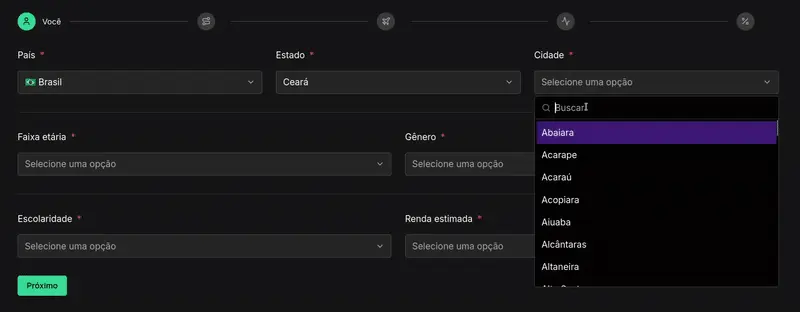 Você
País *
Estado *
Cidade *
Brasil
Ceará
Selecione uma opção
Buscar
Abaiara
Acarape
Acaraú
Acopiara
Aiuaba
Alcântaras
Altaneira
Faixa etária *
Gênero *
Selecione uma opção
Selecione uma opção
Escolaridade *
Renda estimada *
Selecione uma opção
Selecione uma opção
Próximo